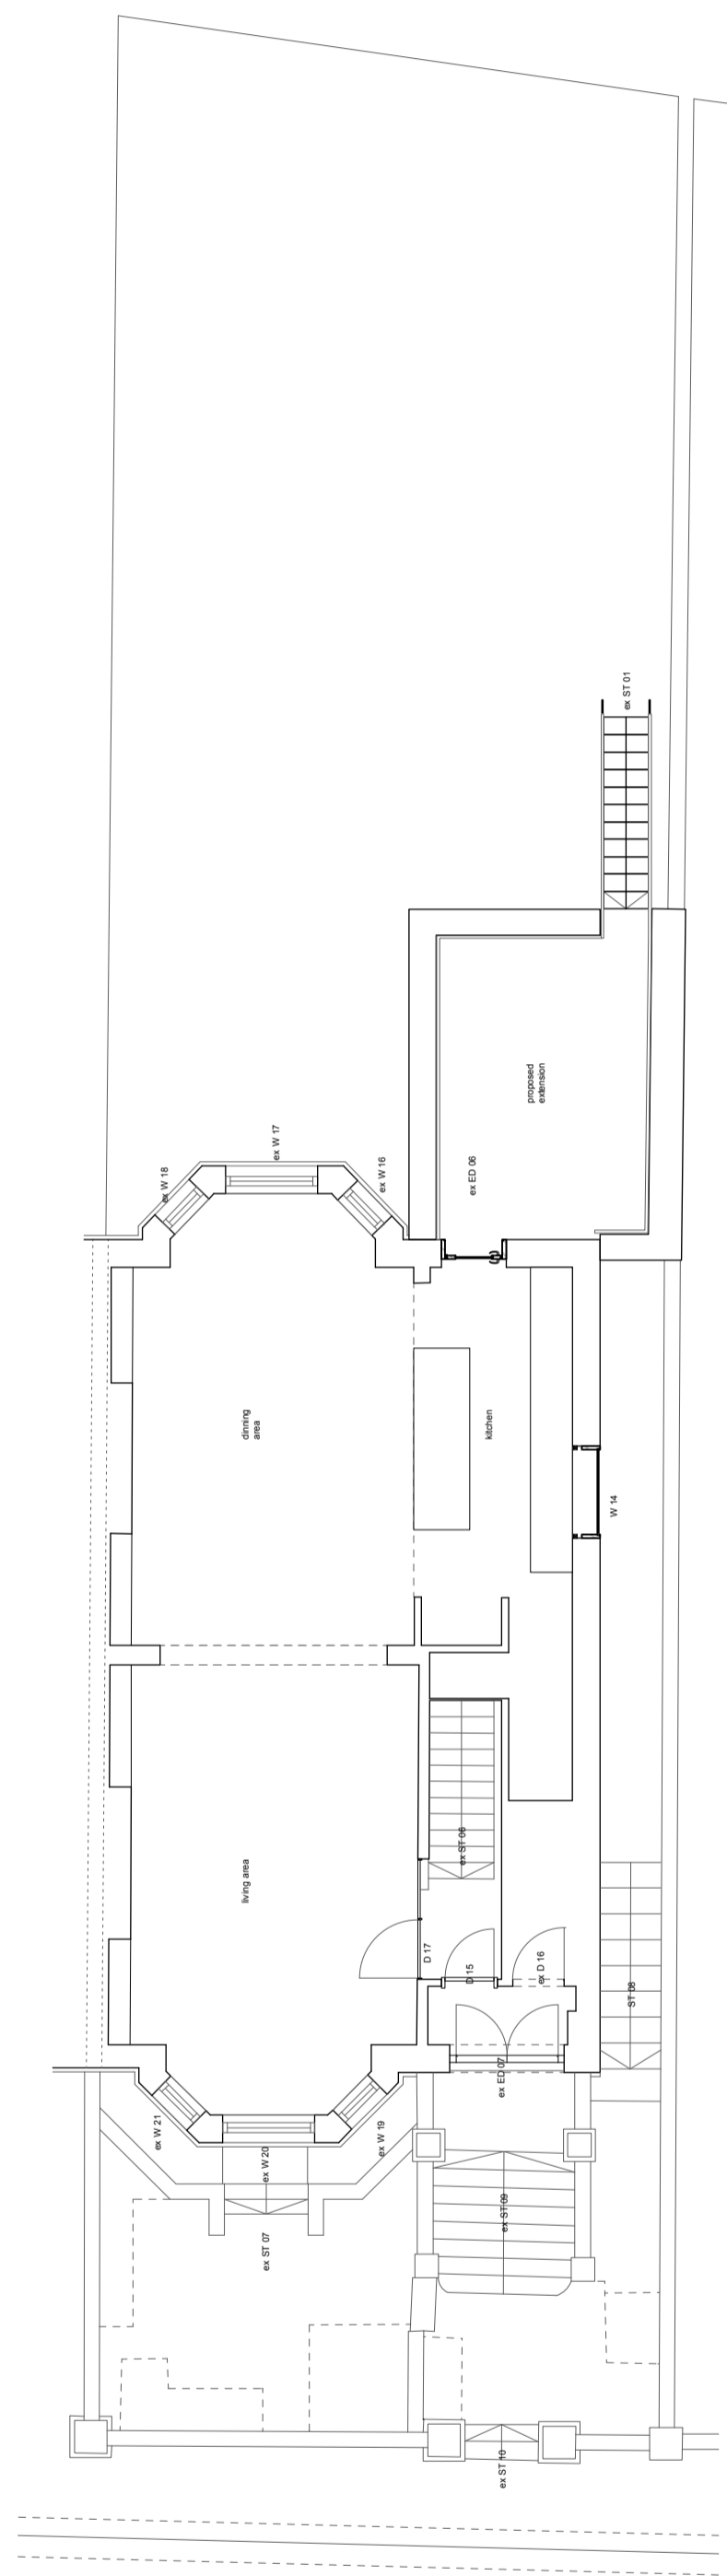 ex ST 01
proposed
extension
ex W 17
ex W 18
ex W 16
ex ED 06
dinning
area
kitchen
W 14
living area
ex ST 06
D 17
D 15
ex D 16
ST 08
ex ED 07
ex W 21
ex W 20
ex W 19
ex ST 09
ex ST 07
ex ST 10